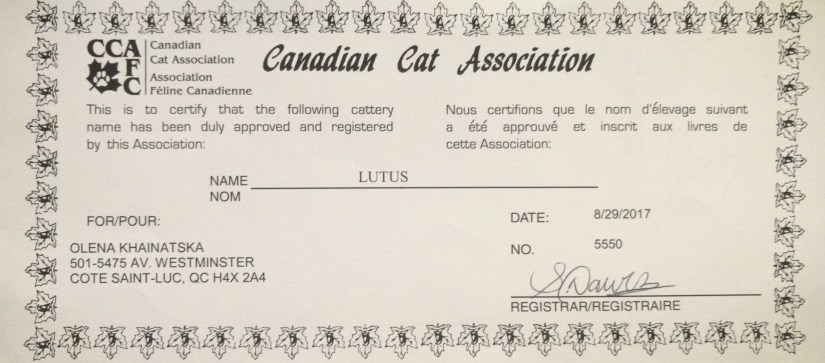 CCA
AFC
Canadian
Cat Association
Association
Féline Canadienne
Canadian Cat Association
This is to certify that the following cattery
name has been duly approved and registered
by this Association:
Nous certifions que le nom d'élevage suivant
a été approuvé et inscrit aux livres de
cette Association:
NAME LUTUS
NOM
FOR/POUR:
OLENA KHAINATSKA
501-5475 AV. WESTMINSTER
COTE SAINT-LUC, QC H4X 2A4
DATE: 8/29/2017
NO. 5550
REGISTRAR/REGISTRAIRE